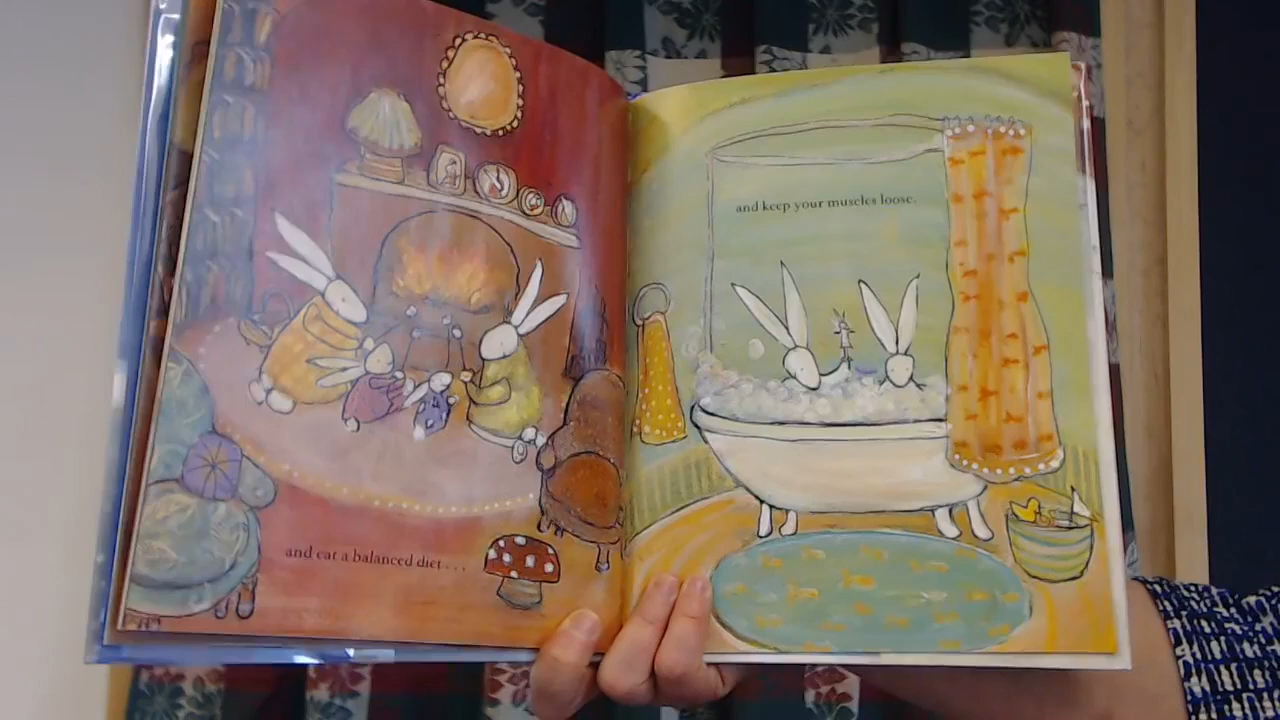 and eat a balanced diet . . .
and keep your muscles loose.